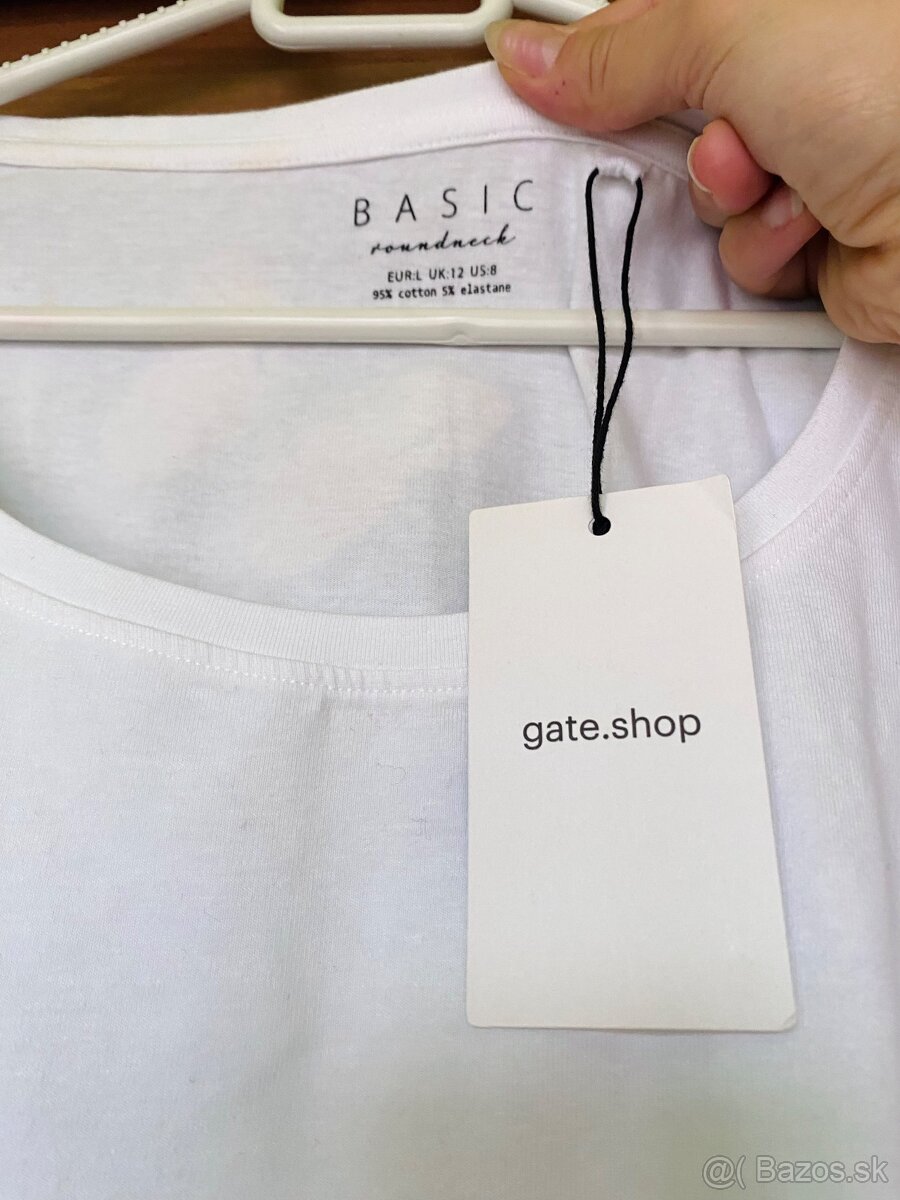 BASIC
roundneck
EUR:L UK:12 US:8
95% cotton 5% elastane
gate.shop
@( Bazos.sk